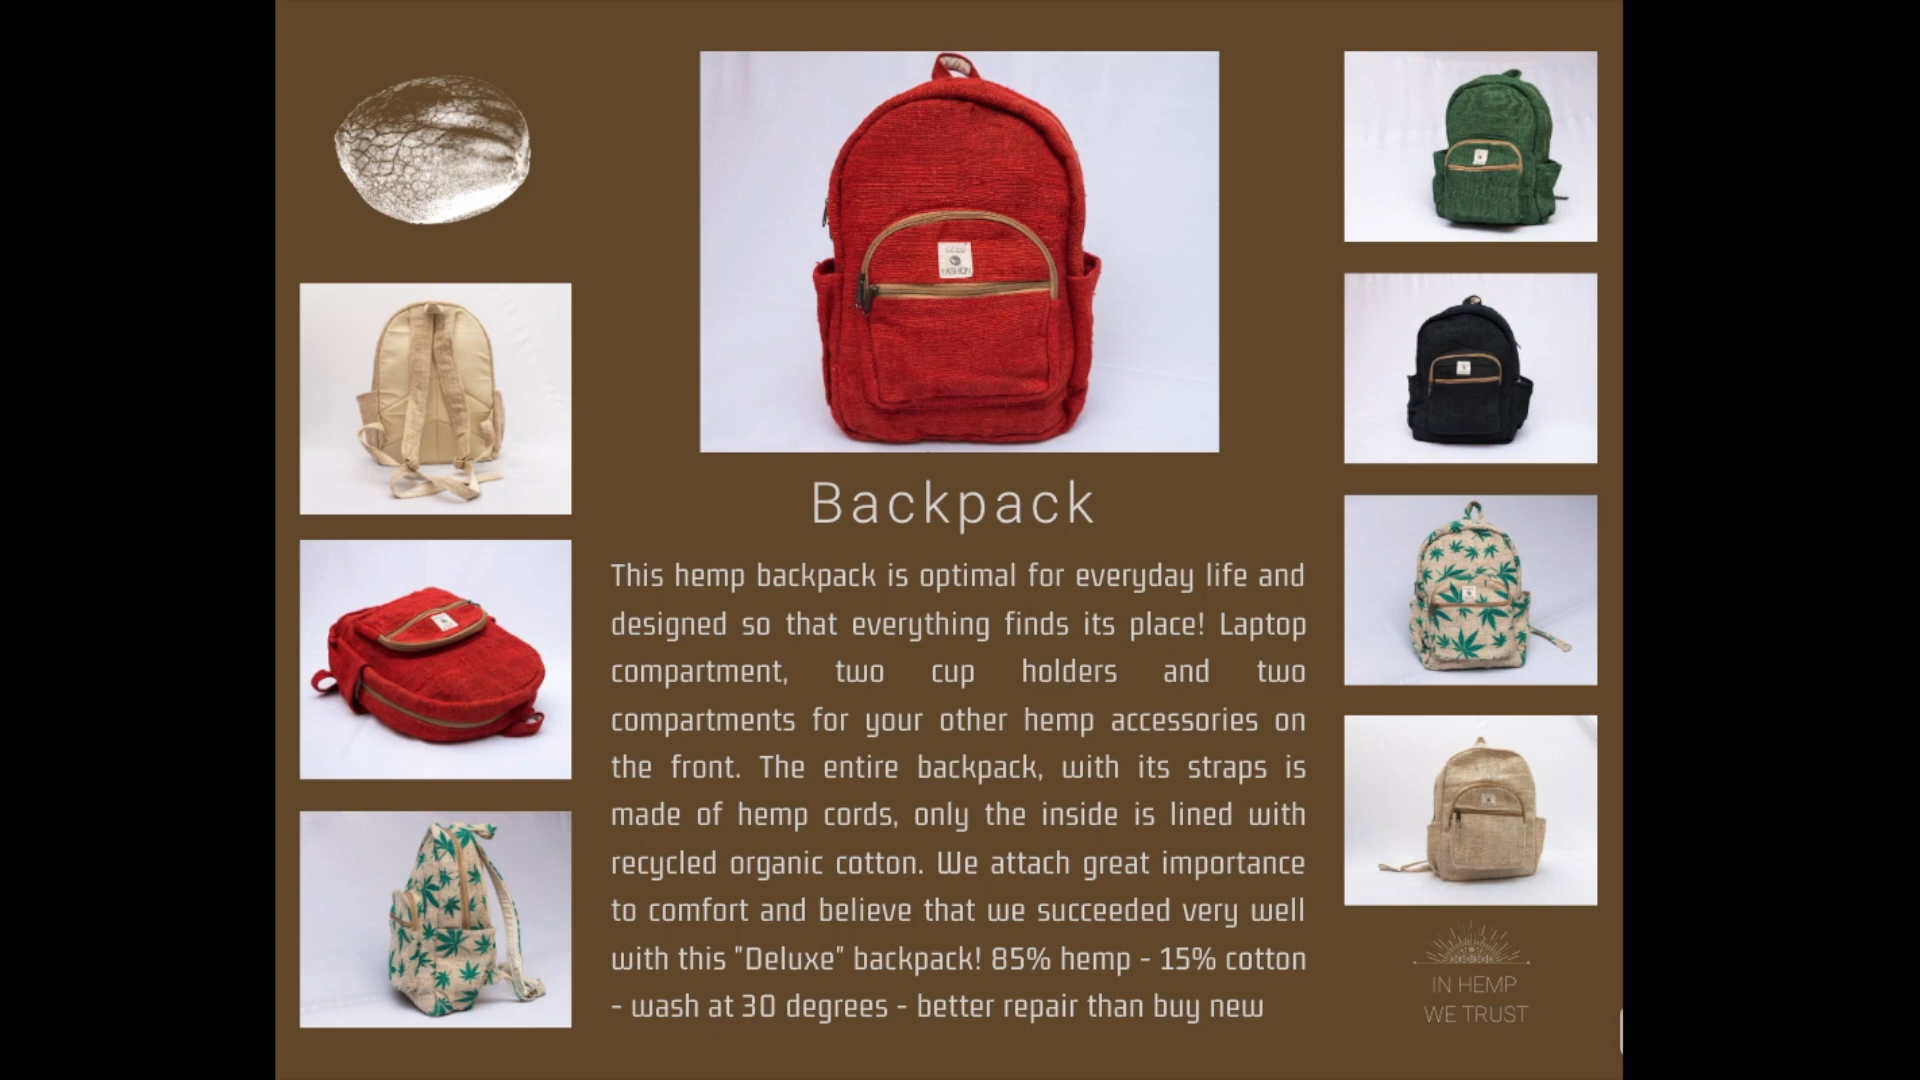 SEED
FASHION
Backpack
This hemp backpack is optimal for everyday life and
designed so that everything finds its place! Laptop
compartment, two cup holders and two
compartments for your other hemp accessories on
the front. The entire backpack, with its straps is
made of hemp cords, only the inside is lined with
recycled organic cotton. We attach great importance
to comfort and believe that we succeeded very well
with this "Deluxe" backpack! 85% hemp - 15% cotton
- wash at 30 degrees - better repair than buy new
IN HEMP
WE TRUST